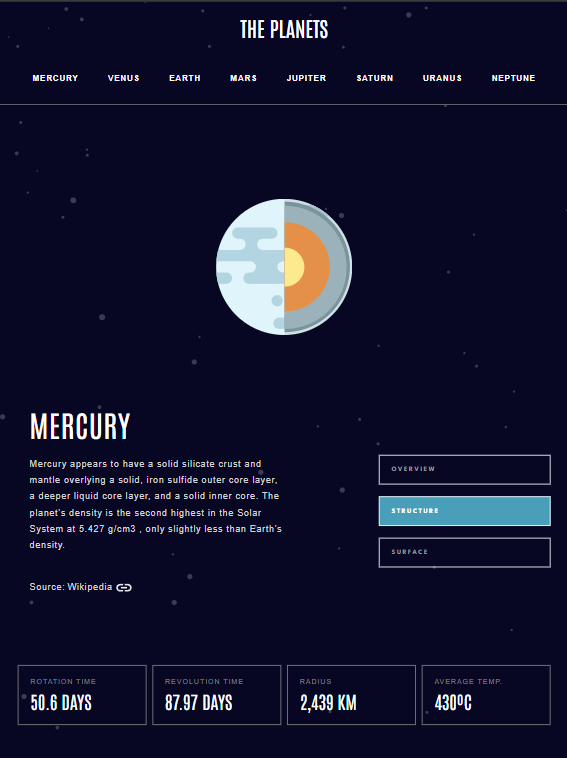 THE PLANETS
MERCURY VENUS EARTH MARS JUPITER SATURN URANUS NEPTUNE
MERCURY
Mercury appears to have a solid silicate crust and
mantle overlying a solid, iron sulfide outer core layer,
a deeper liquid core layer, and a solid inner core. The
planet's density is the second highest in the Solar
System at 5.427 g/cm3 , only slightly less than Earth's
density.
Source: Wikipedia
OVERVIEW
STRUCTURE
SURFACE
ROTATION TIME
50.6 DAYS
REVOLUTION TIME
87.97 DAYS
RADIUS
2,439 KM
AVERAGE TEMP.
430ºC